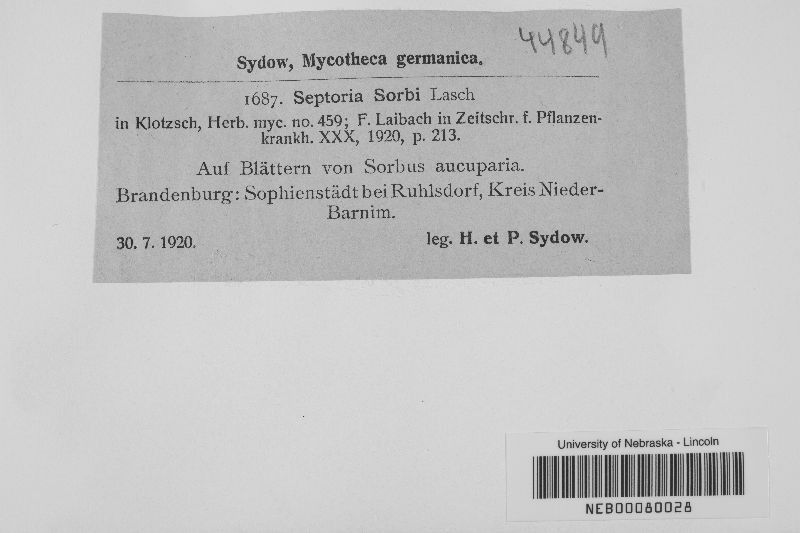 44849
Sydow, Mycotheca germanica.
1687. Septoria Sorbi Lasch
in Klotzsch, Herb. myc. no. 459; F. Laibach in Zeitschr. f. Pflanzen-
krankh. XXX, 1920, p. 213.
Auf Blättern von Sorbus aucuparia.
Brandenburg: Sophienstädt bei Ruhlsdorf, Kreis Nieder-
Barnim.
30. 7. 1920. leg. H. et P. Sydow.
University of Nebraska - Lincoln
NEB00080028